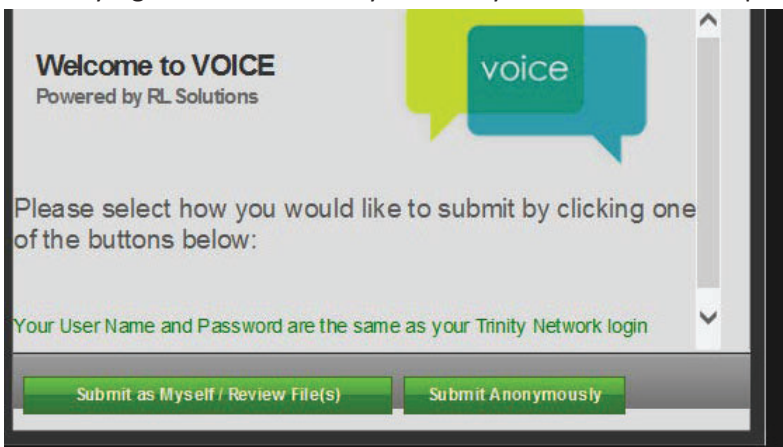 Welcome to VOICE
Powered by RL Solutions
voice
Please select how you would like to submit by clicking one
of the buttons below:
Your User Name and Password are the same as your Trinity Network login
Submit as Myself / Review File(s)
Submit Anonymously